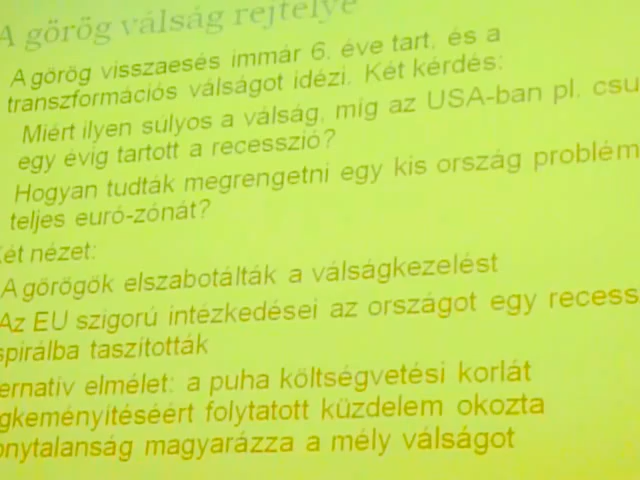 A görög válság rejtélye
A görög visszaesés immár 6. éve tart, és a
transzformációs válságot idézi. Két kérdés:
Miért ilyen súlyos a válság, míg az USA-ban pl. csu
egy évig tartott a recesszió?
Hogyan tudták megrengetni egy kis ország problém
teljes euró-zónát?
Két nézet:
A görögök elszabotálták a válságkezelést
Az EU szigorú intézkedései az országot egy recess
spirálba taszították
ernatív elmélet: a puha költségvetési korlát
gkeményítéséért folytatott küzdelem okozta
onytalanság magyarázza a mély válságot